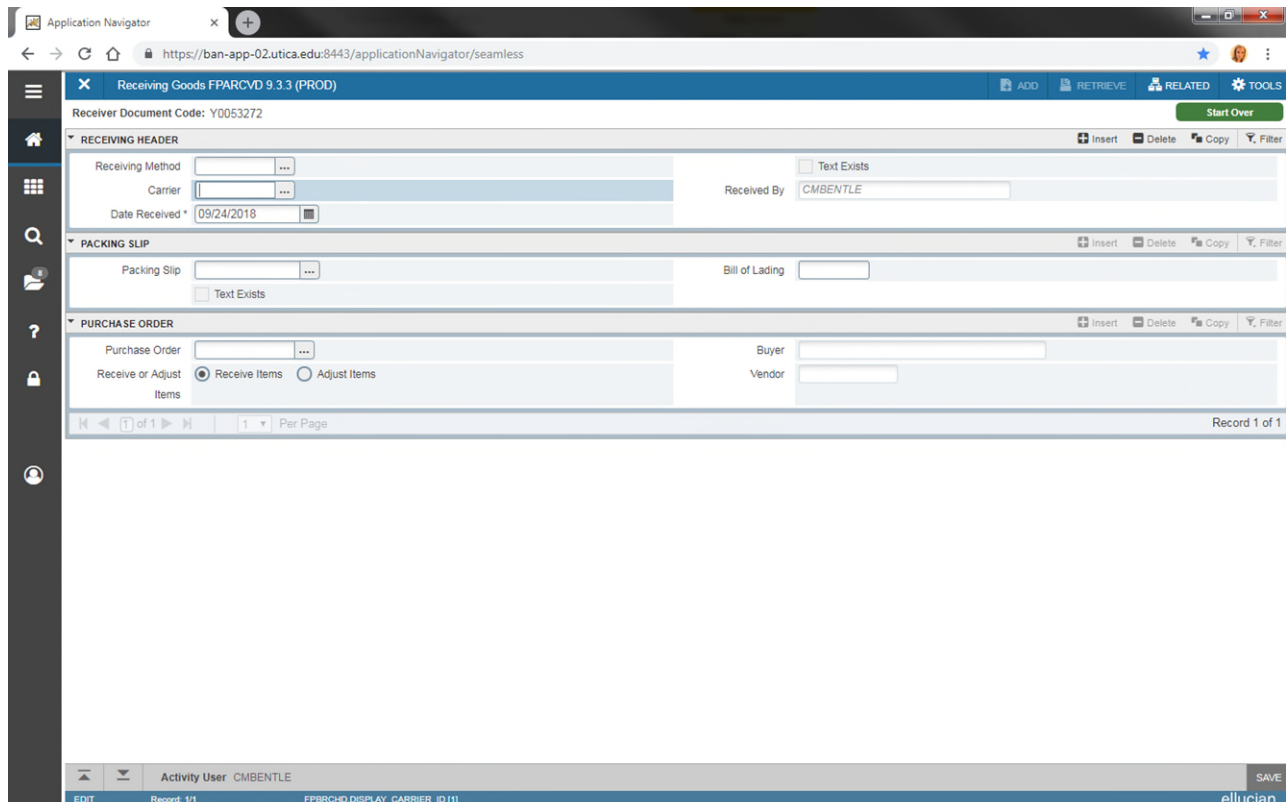 Application Navigator
https://ban-app-02.utica.edu:8443/applicationNavigator/seamless
Receiving Goods FPARCVD 9.3.3 (PROD) ADD RETRIEVE RELATED TOOLS
Receiver Document Code: Y0053272 Start Over
RECEIVING HEADER Insert Delete Copy Filter
Receiving Method ... Text Exists
Carrier ... Received By CMBENTLE
Date Received * 09/24/2018
PACKING SLIP Insert Delete Copy Filter
8
Packing Slip ... Bill of Lading
Text Exists
PURCHASE ORDER Insert Delete Copy Filter
Purchase Order ... Buyer
Receive or Adjust Items Receive Items Adjust Items Vendor
1 of 1 1 Per Page Record 1 of 1
Activity User CMBENTLE SAVE
EDIT Record: 1/1 FPBRCHD.DISPLAY_CARRIER_ID [1] ellucian